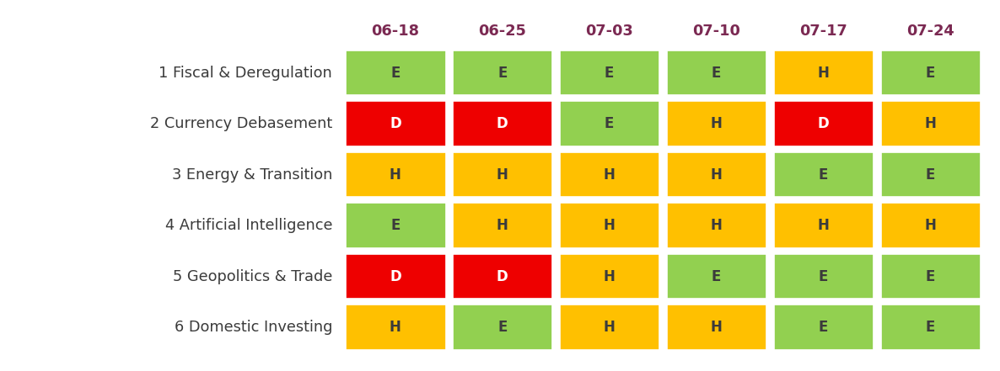 06-18 06-25 07-03 07-10 07-17 07-24
1 Fiscal & Deregulation E E E E H E
2 Currency Debasement D D E H D H
3 Energy & Transition H H H H E E
4 Artificial Intelligence E H H H H H
5 Geopolitics & Trade D D H E E E
6 Domestic Investing H E H H E E